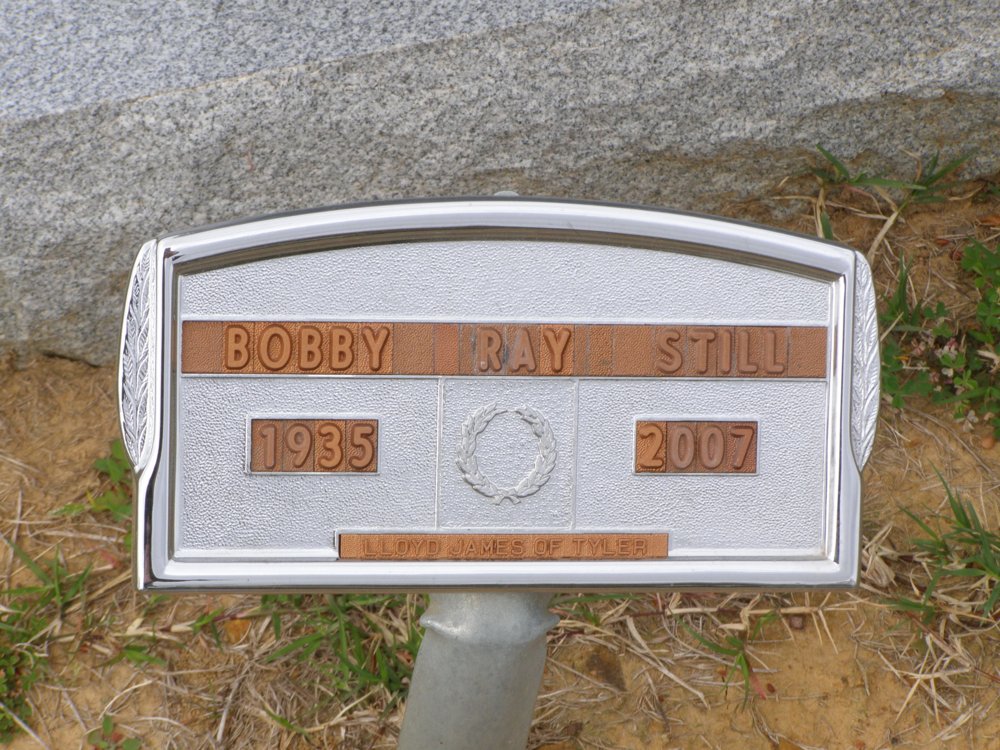 BOBBY RAY STILL
1935 2007
LLOYD JAMES OF TYLER